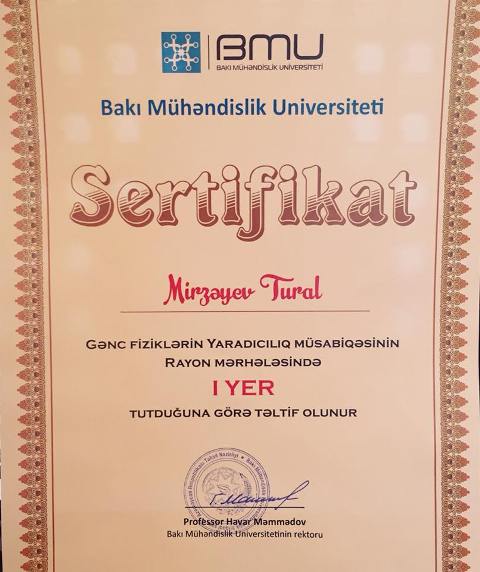 BMU
BAKI MÜHƏNDİSLİK UNİVERSİTETİ
Bakı Mühəndislik Universiteti
Sertifikat
Mirzəyev Tural
GƏNC FİZİKLƏRİN YARADICILIQ MÜSABİQƏSİNİN
RAYON MƏRHƏLƏSİNDƏ
I YER
TUTDUĞUNA GÖRƏ TƏLTİF OLUNUR
Professor Havar Məmmədov
Bakı Mühəndislik Universitetinin rektoru